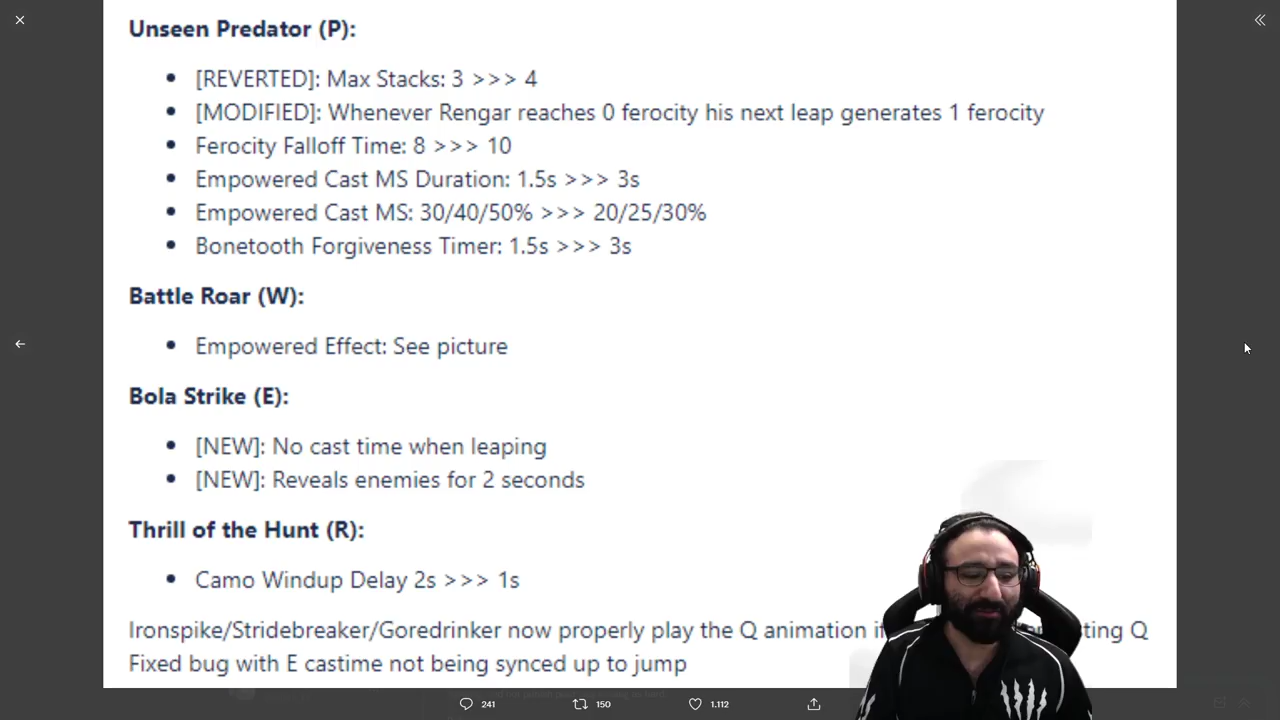 Unseen Predator (P):
[REVERTED]: Max Stacks: 3 >>> 4
[MODIFIED]: Whenever Rengar reaches 0 ferocity his next leap generates 1 ferocity
Ferocity Falloff Time: 8 >>> 10
Empowered Cast MS Duration: 1.5s >>> 3s
Empowered Cast MS: 30/40/50% >>> 20/25/30%
Bonetooth Forgiveness Timer: 1.5s >>> 3s
Battle Roar (W):
Empowered Effect: See picture
Bola Strike (E):
[NEW]: No cast time when leaping
[NEW]: Reveals enemies for 2 seconds
Thrill of the Hunt (R):
Camo Windup Delay 2s >>> 1s
Ironspike/Stridebreaker/Goredrinker now properly play the Q animation Q
Fixed bug with E castime not being synced up to jump
241 150 1.112